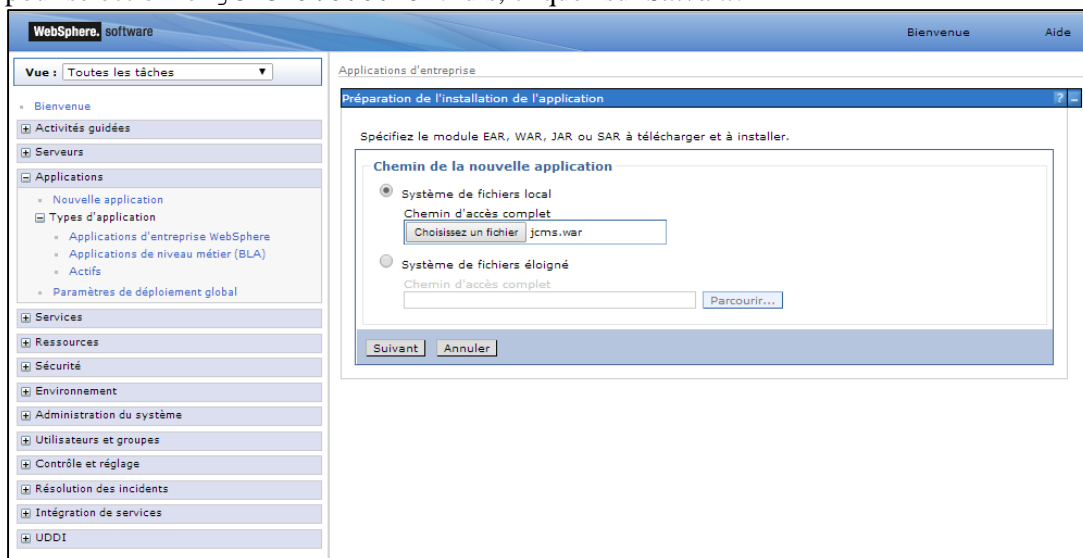 WebSphere. software
Bienvenue
Aide
Vue : Toutes les tâches
Bienvenue
Activités guidées
Serveurs
Applications
Nouvelle application
Types d'application
Applications d'entreprise WebSphere
Applications de niveau métier (BLA)
Actifs
Paramètres de déploiement global
Services
Ressources
Sécurité
Environnement
Administration du système
Utilisateurs et groupes
Contrôle et réglage
Résolution des incidents
Intégration de services
UDDI
Applications d'entreprise
Préparation de l'installation de l'application ? -
Spécifiez le module EAR, WAR, JAR ou SAR à télécharger et à installer.
Chemin de la nouvelle application
Système de fichiers local
Chemin d'accès complet
Choisissez un fichier jcms.war
Système de fichiers éloigné
Chemin d'accès complet
Parcourir...
Suivant Annuler